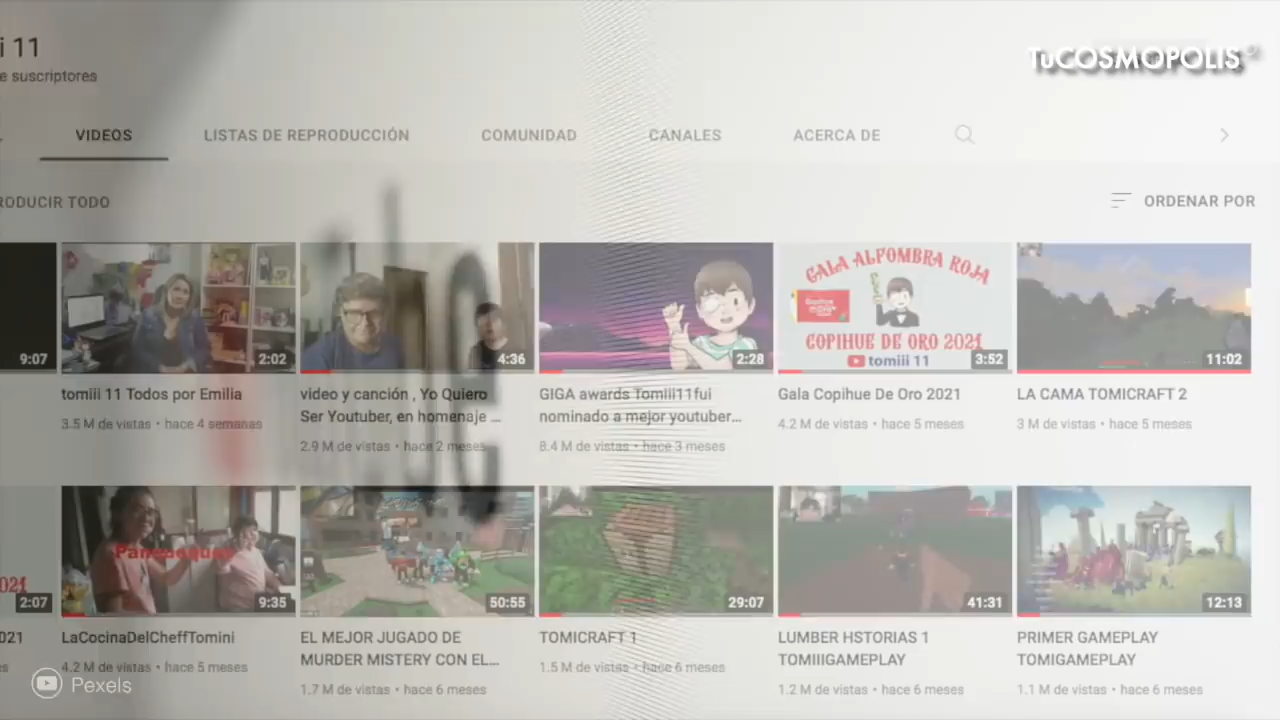 i 11
TuCOSMOPOLIS
e suscriptores
VIDEOS LISTAS DE REPRODUCCIÓN COMUNIDAD CANALES ACERCA DE
RODUCIR TODO
ORDENAR POR
GALA ALFOMBRA ROJA
COPIHUE DE ORO 2021
tomiii 11
9:07
2:02
4:36
2:28
3:52
11:02
tomiii 11 Todos por Emilia
3.5 M de vistas • hace 4 semanas
video y canción , Yo Quiero
Ser Youtuber, en homenaje ...
2.9 M de vistas • hace 2 meses
GIGA awards Tomiii11ful
nominado a mejor youtuber...
8.4 M de vistas • hace 3 meses
Gala Copihue De Oro 2021
4.2 M de vistas • hace 5 meses
LA CAMA TOMICRAFT 2
3 M de vistas • hace 5 meses
Panqueques
2021
2:07
9:35
50:55
29:07
41:31
12:13
021
LaCocinaDelCheffTomini
4.2 M de vistas • hace 5 meses
EL MEJOR JUGADO DE
MURDER MISTERY CON EL...
1.7 M de vistas • hace 6 meses
TOMICRAFT 1
1.5 M de vistas • hace 6 meses
LUMBER HSTORIAS 1
TOMIIIGAMEPLAY
1.2 M de vistas • hace 6 meses
PRIMER GAMEPLAY
TOMIGAMEPLAY
1.1 M de vistas • hace 6 meses
Pexels